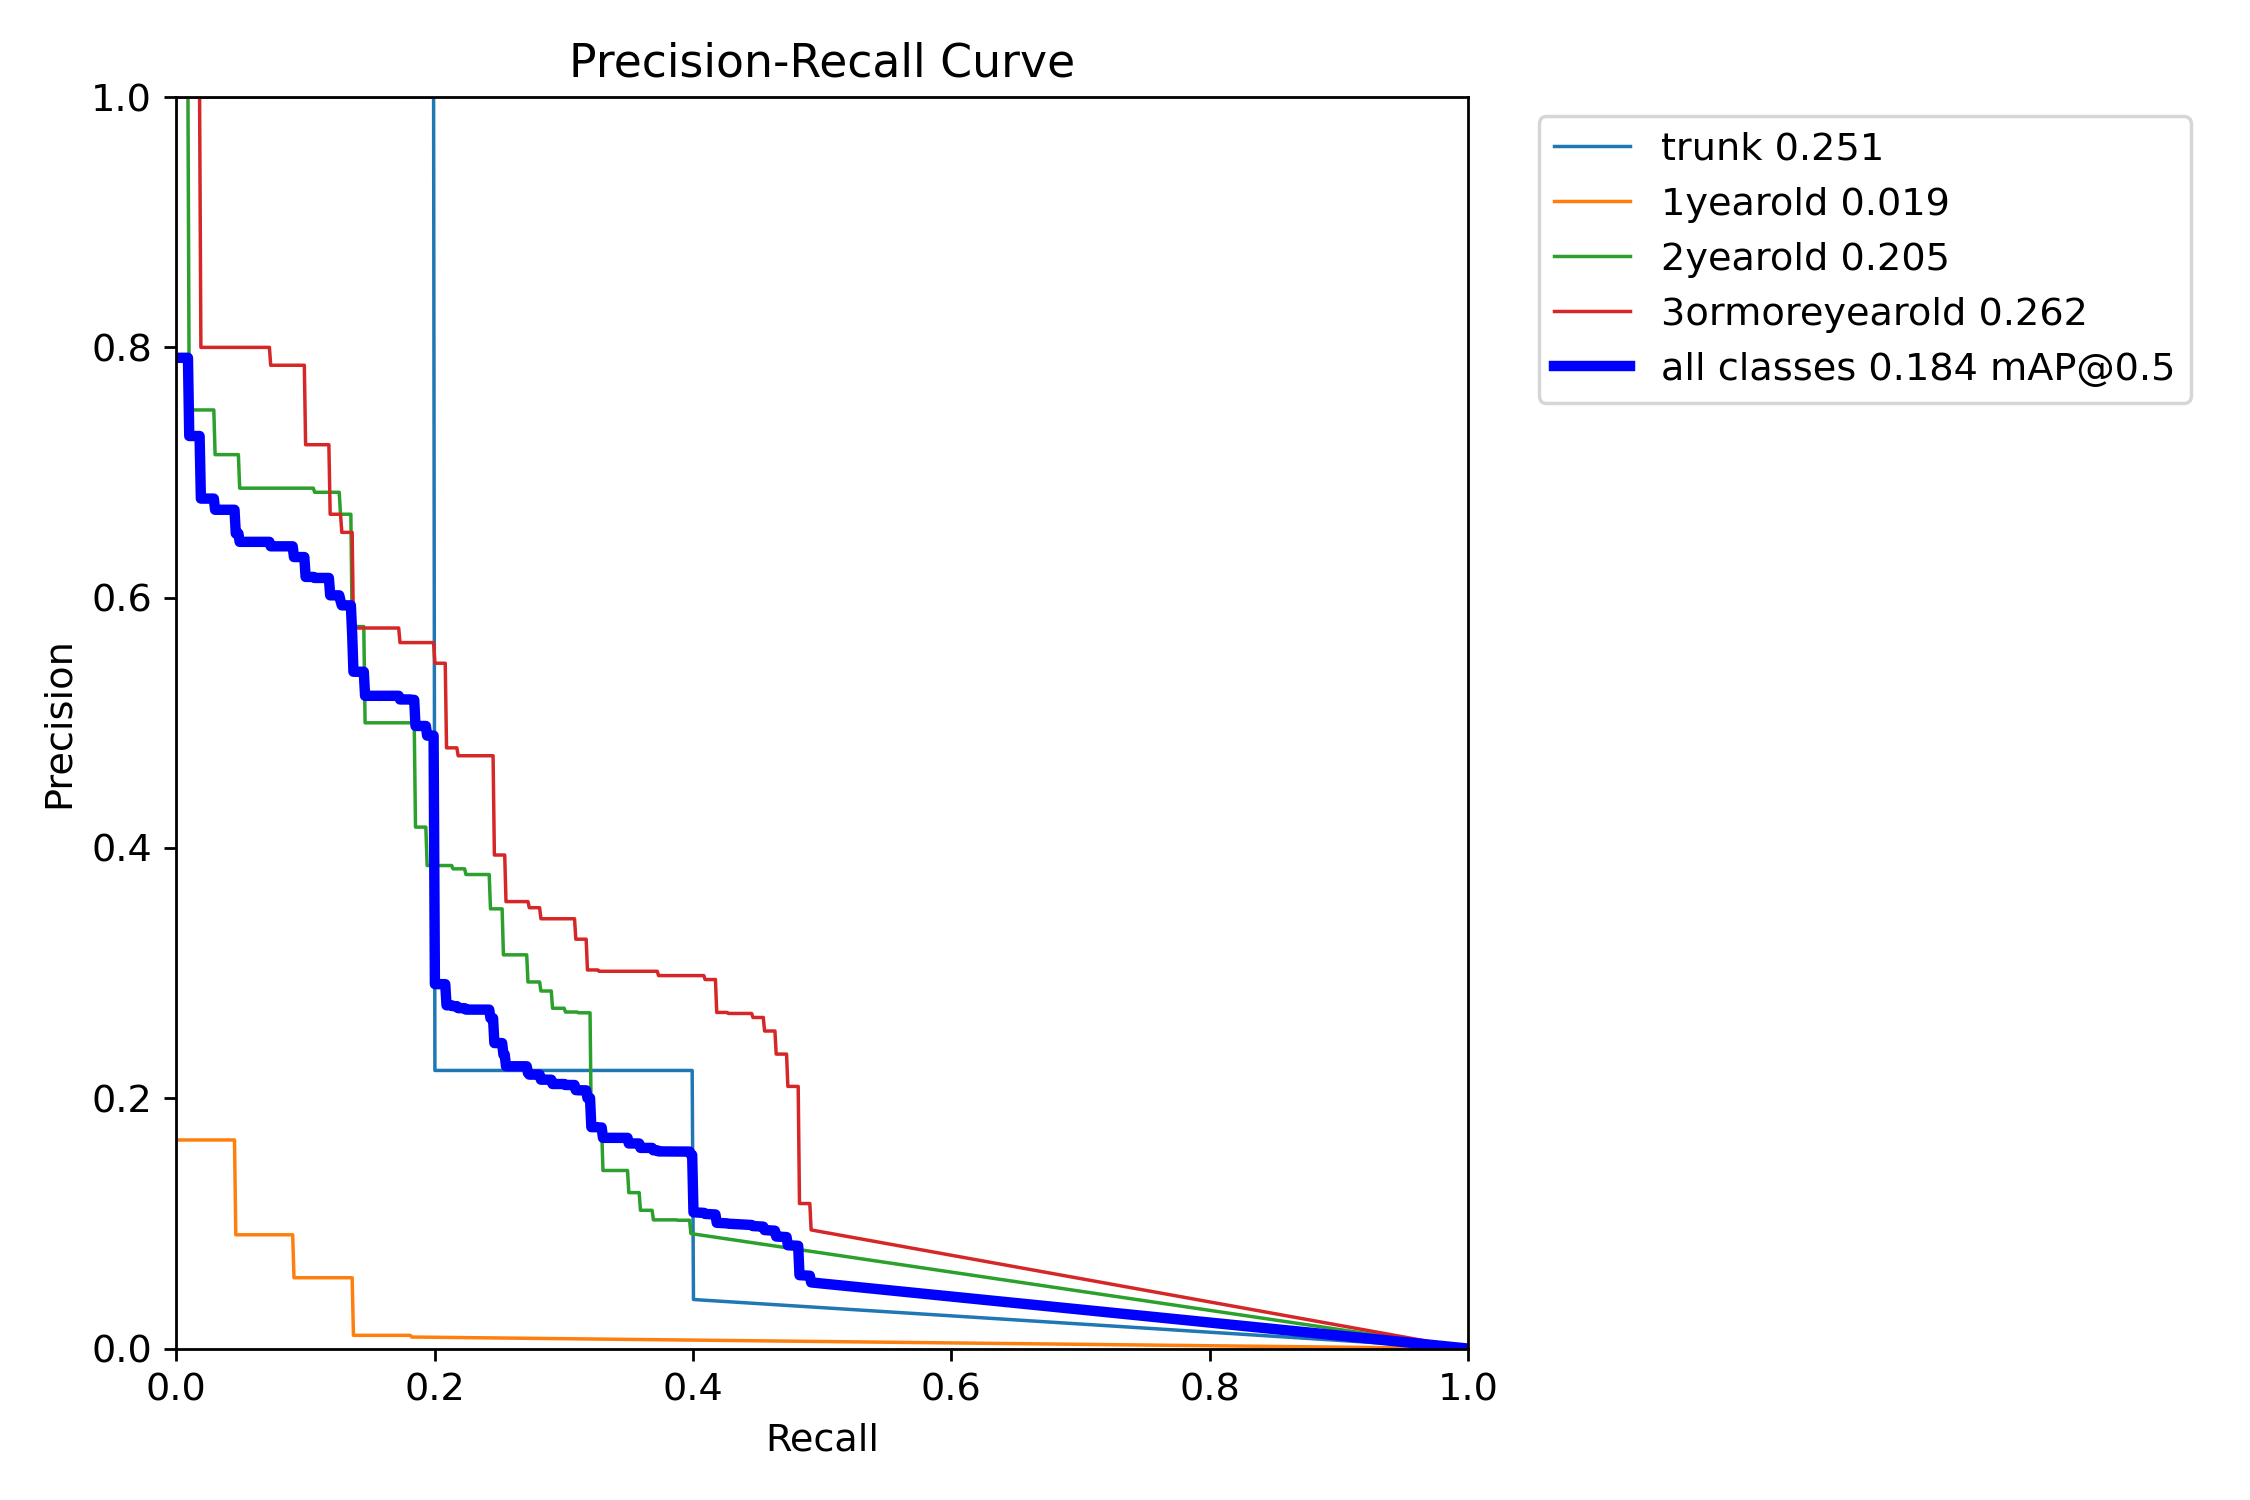 Precision-Recall Curve
1.0
0.8
0.6
0.4
0.2
0.0
Precision
0.0 0.2 0.4 0.6 0.8 1.0
Recall
trunk 0.251
1yearold 0.019
2yearold 0.205
3ormoreyearold 0.262
all classes 0.184 mAP@0.5